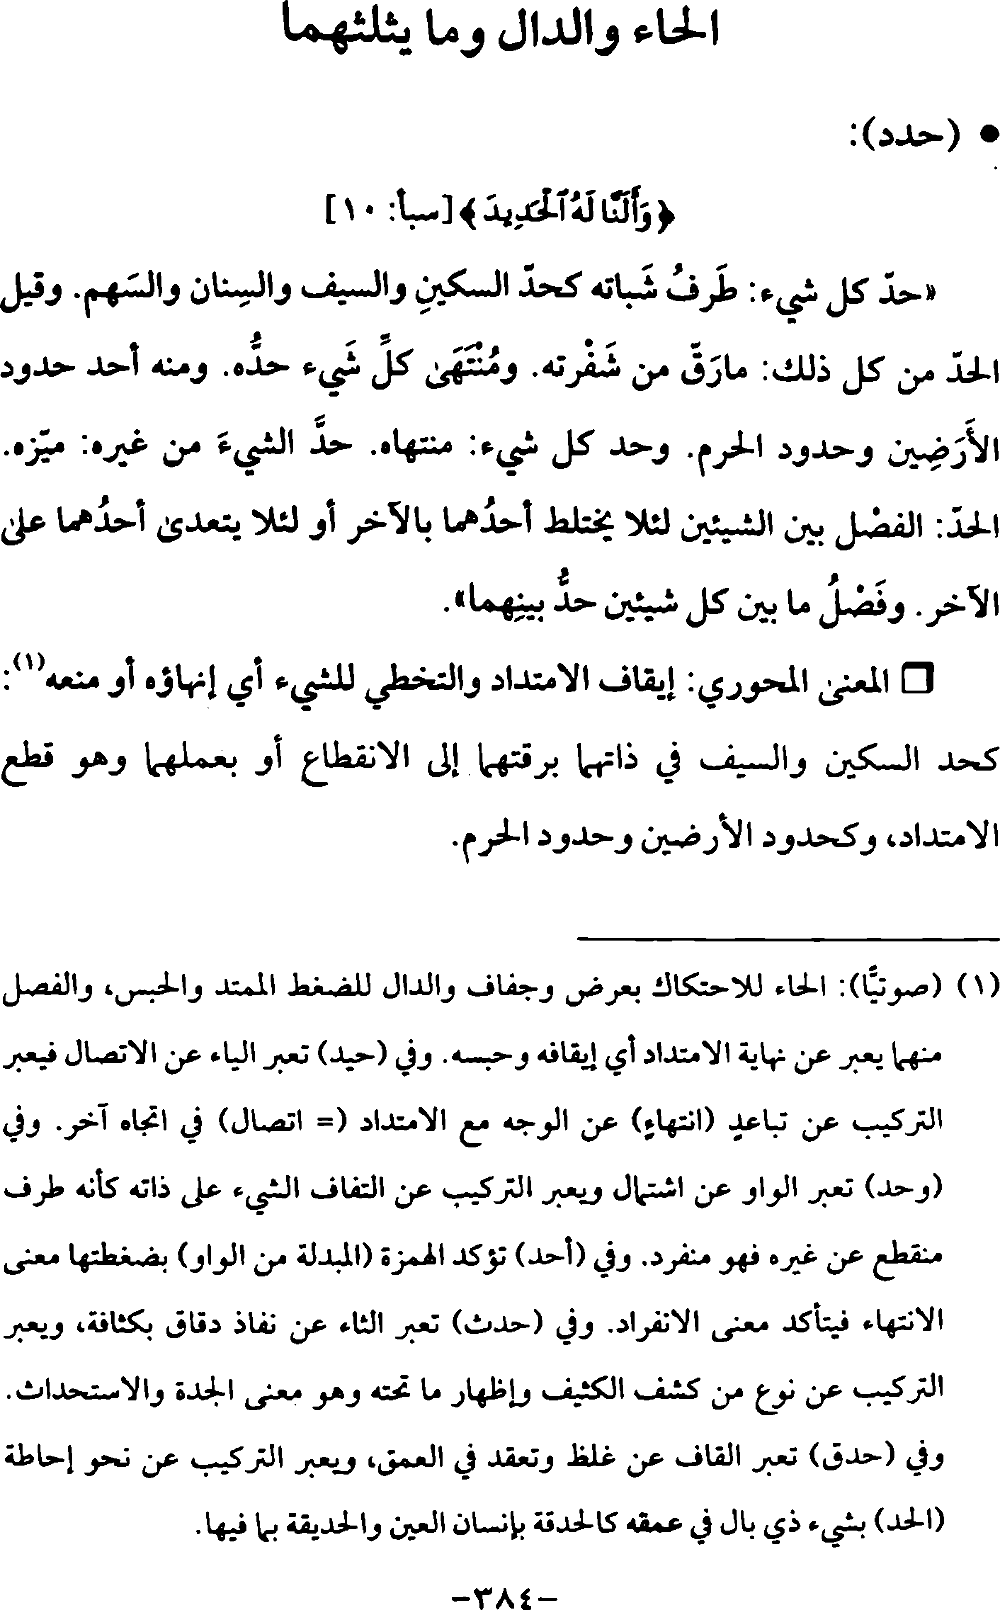 الحاء والدال وما يثلثهما
• (حدد):
﴿وَأَلَنَّا لَهُ ٱلْحَدِيدَ﴾ [سبأ: ١٠]
«حدّ كل شيء: طَرفُ شَباته كحدّ السكينِ والسيف والسِنان والسَهم. وقيل
الحدّ من كل ذلك: مارَقّ من شَفْرته. ومُنْتَهَىٰ كلِّ شَيء حدُّه. ومنه أحد حدود
الأَرَضِين وحدود الحرم. وحد كل شيء: منتهاه. حدَّ الشيءَ من غيره: ميّزه.
الحدّ: الفصْل بين الشيئين لئلا يختلط أحدُهما بالآخر أو لئلا يتعدىٰ أحدُهما علىٰ
الآخر. وفَصْلُ ما بين كل شيئين حدٌّ بينِهما».
□ المعنىٰ المحوري: إيقاف الامتداد والتخطي للشيء أي إنهاؤه أو منعه(١):
كحد السكين والسيف في ذاتهما برقتهما إلى الانقطاع أو بعملهما وهو قطع
الامتداد، وكحدود الأرضين وحدود الحرم.
(١) (صوتيًّا): الحاء للاحتكاك بعرض وجفاف والدال للضغط الممتد والحبس، والفصل
منهما يعبر عن نهاية الامتداد أي إيقافه وحبسه. وفي (حيد) تعبر الياء عن الاتصال فيعبر
التركيب عن تباعدٍ (انتهاءٍ) عن الوجه مع الامتداد (= اتصال) في اتجاه آخر. وفي
(وحد) تعبر الواو عن اشتمال ويعبر التركيب عن التفاف الشيء على ذاته كأنه طرف
منقطع عن غيره فهو منفرد. وفي (أحد) تؤكد الهمزة (المبدلة من الواو) بضغطتها معنى
الانتهاء فيتأكد معنى الانفراد. وفي (حدث) تعبر الثاء عن نفاذ دقاق بكثافة، ويعبر
التركيب عن نوع من كشف الكثيف وإظهار ما تحته وهو معنى الجدة والاستحداث.
وفي (حدق) تعبر القاف عن غلظ وتعقد في العمق، ويعبر التركيب عن نحو إحاطة
(الحد) بشيء ذي بال في عمقه كالحدقة بإنسان العين والحديقة بما فيها.
-٣٨٤-